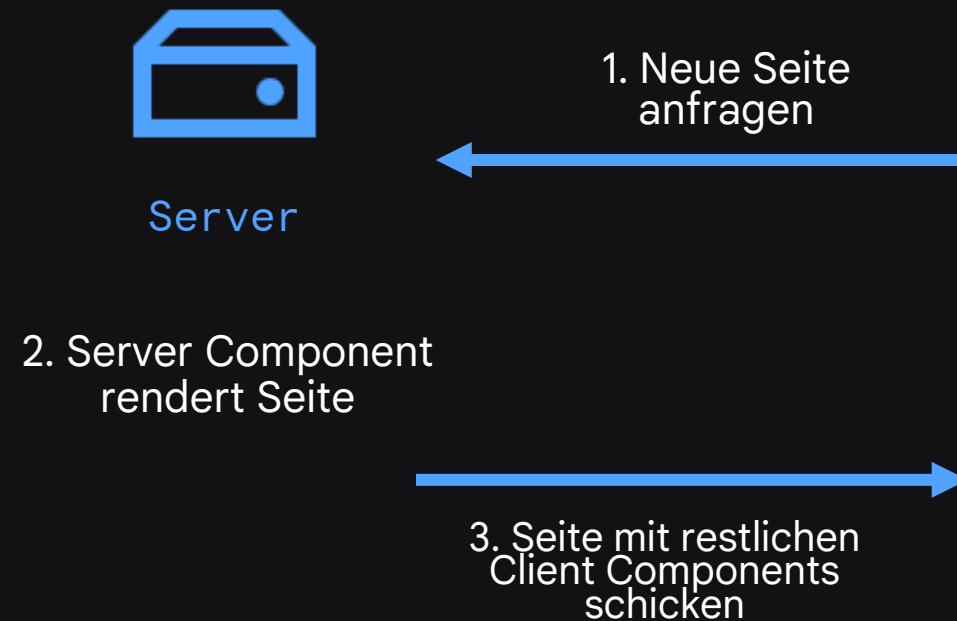 1. Neue Seite
anfragen
Server
2. Server Component
rendert Seite
3. Seite mit restlichen
Client Components
schicken